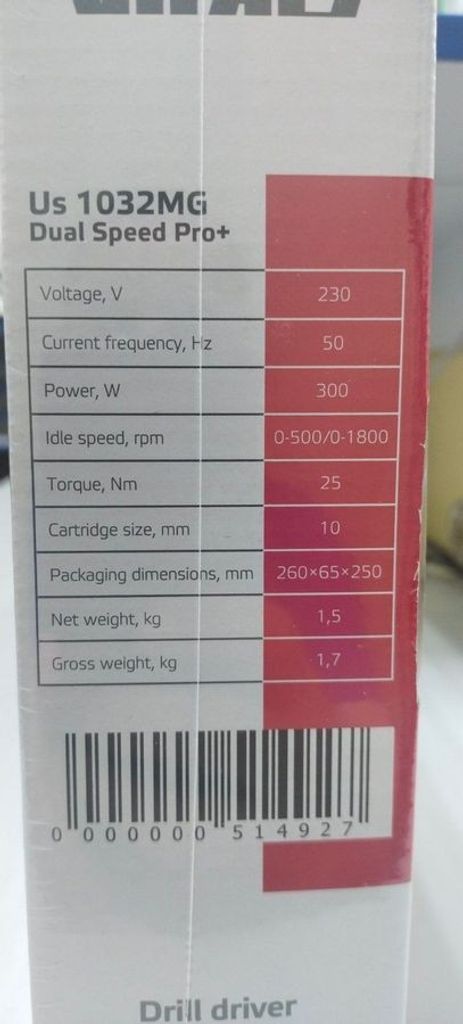 Us 1032MG
Dual Speed Pro+
Voltage, V 230
Current frequency, Hz 50
Power, W 300
Idle speed, rpm 0-500/0-1800
Torque, Nm 25
Cartridge size, mm 10
Packaging dimensions, mm 260×65×250
Net weight, kg 1,5
Gross weight, kg 1,7
0 000000 514927
Drill driver